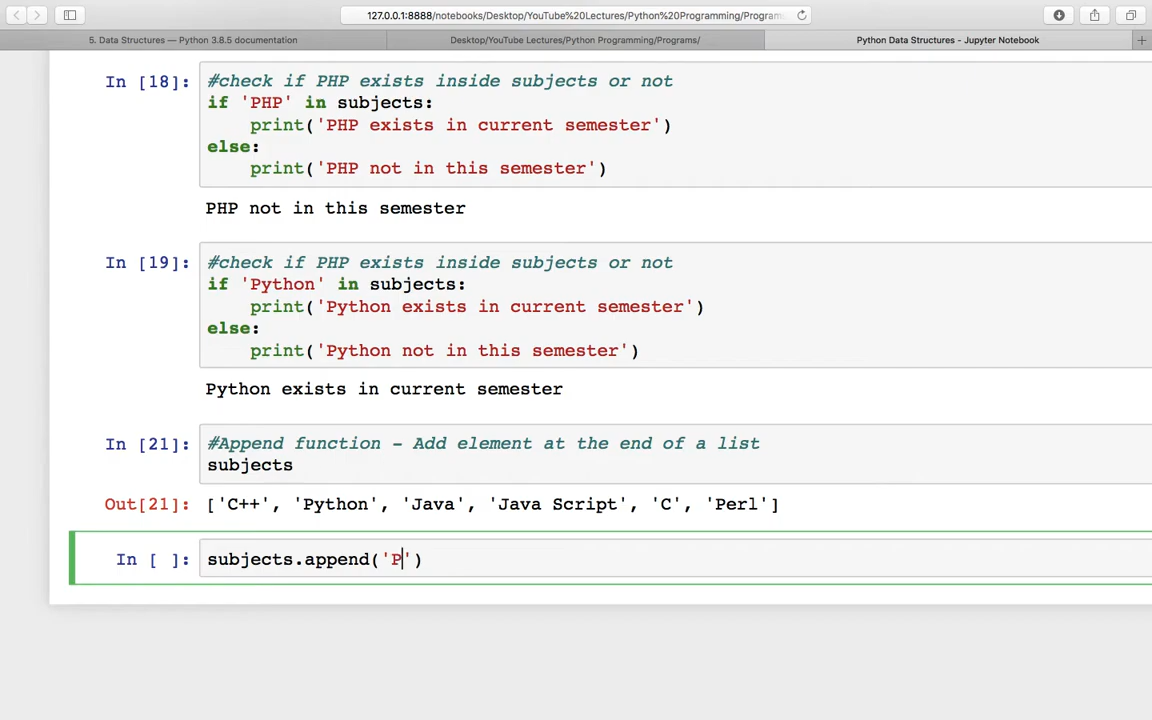 127.0.0.1:8888/notebooks/Desktop/YouTube%20Lectures/Python%20Programming/Program
5. Data Structures — Python 3.8.5 documentation
Desktop/YouTube Lectures/Python Programming/Programs/
Python Data Structures - Jupyter Notebook
In [18]: #check if PHP exists inside subjects or not
if 'PHP' in subjects:
print('PHP exists in current semester')
else:
print('PHP not in this semester')
PHP not in this semester
In [19]: #check if PHP exists inside subjects or not
if 'Python' in subjects:
print('Python exists in current semester')
else:
print('Python not in this semester')
Python exists in current semester
In [21]: #Append function - Add element at the end of a list
subjects
Out[21]: ['C++', 'Python', 'Java', 'Java Script', 'C', 'Perl']
In [ ]: subjects.append('P')